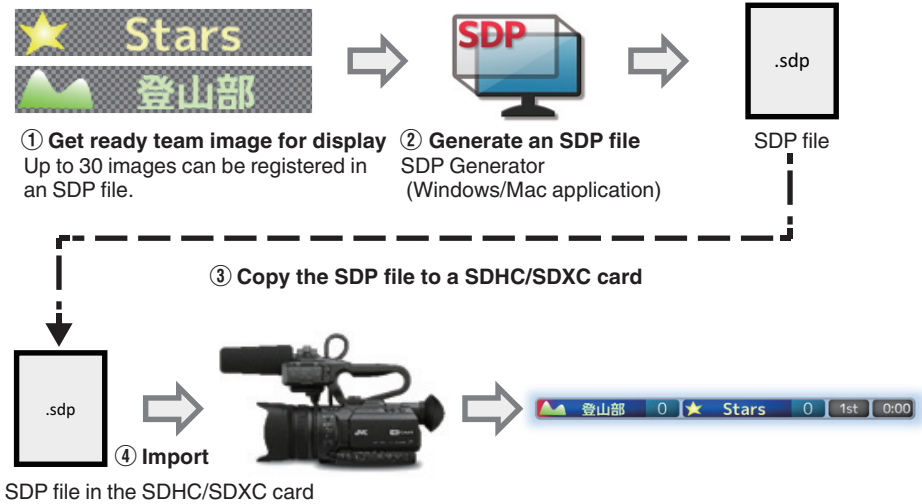 Stars
登山部
SDP
.sdp
① Get ready team image for display
Up to 30 images can be registered in
an SDP file.
② Generate an SDP file
SDP Generator
(Windows/Mac application)
SDP file
③ Copy the SDP file to a SDHC/SDXC card
.sdp
④ Import
SDP file in the SDHC/SDXC card
JVC
登山部 0 Stars 0 1st 0:00